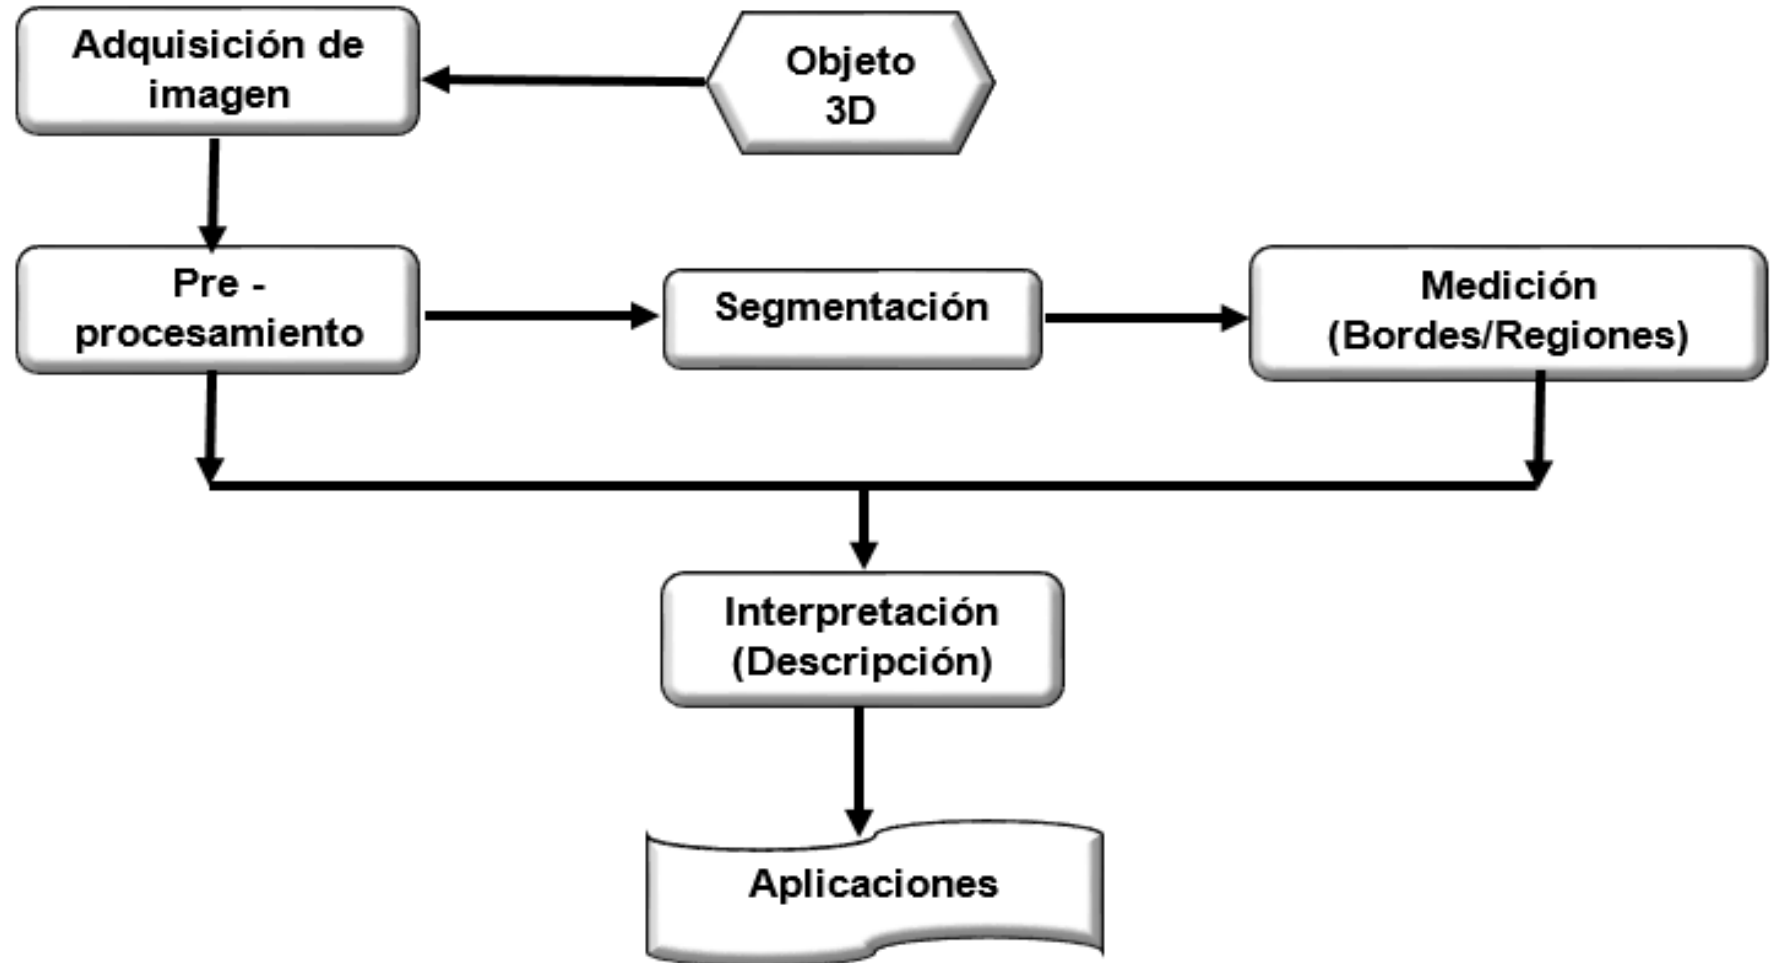 Adquisición de
imagen
Objeto
3D
Pre -
procesamiento
Segmentación
Medición
(Bordes/Regiones)
Interpretación
(Descripción)
Aplicaciones